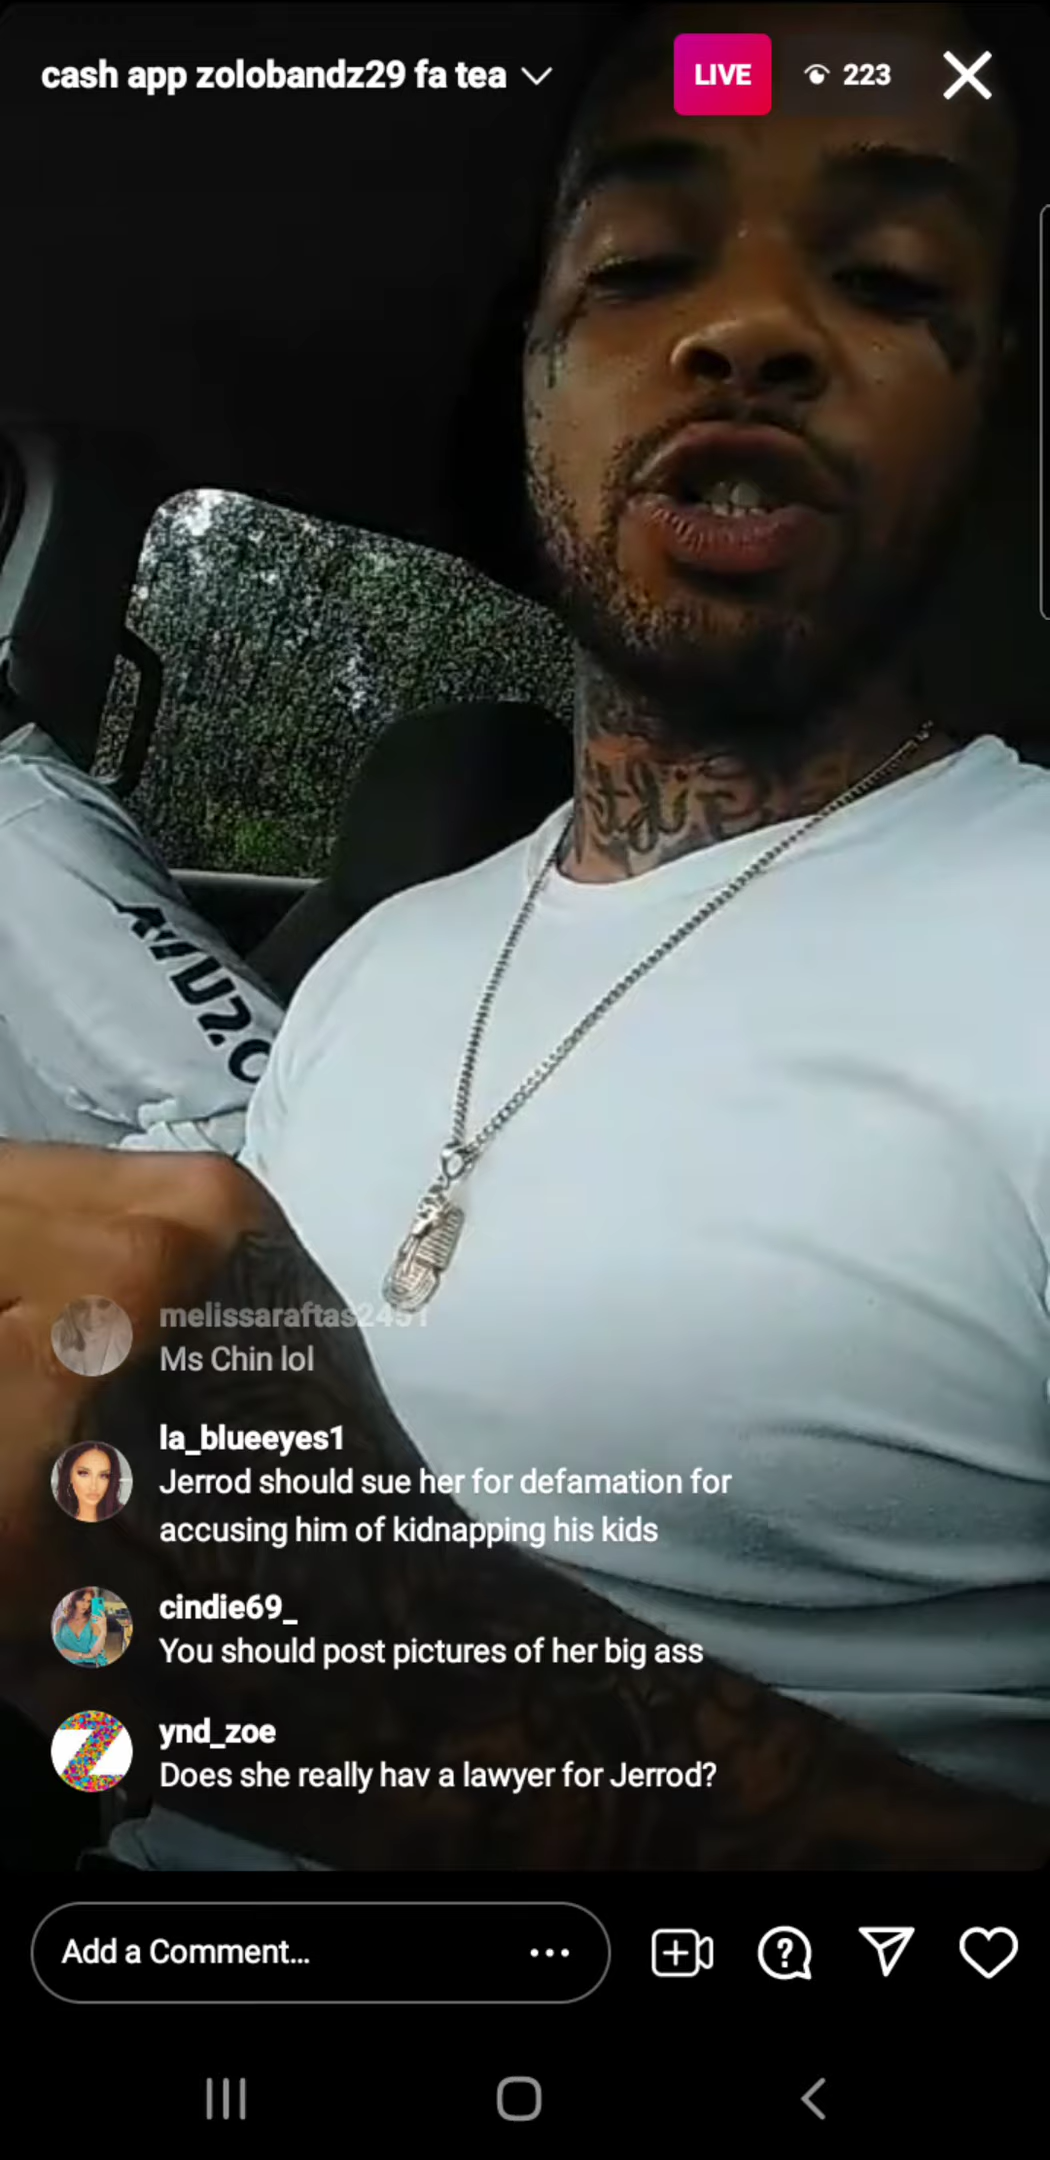 cash app zolobandz29 fa tea
LIVE
223
melissaraftas2451
Ms Chin lol
la_blueeyes1
Jerrod should sue her for defamation for
accusing him of kidnapping his kids
cindie69_
You should post pictures of her big ass
ynd_zoe
Does she really hav a lawyer for Jerrod?
Add a Comment...